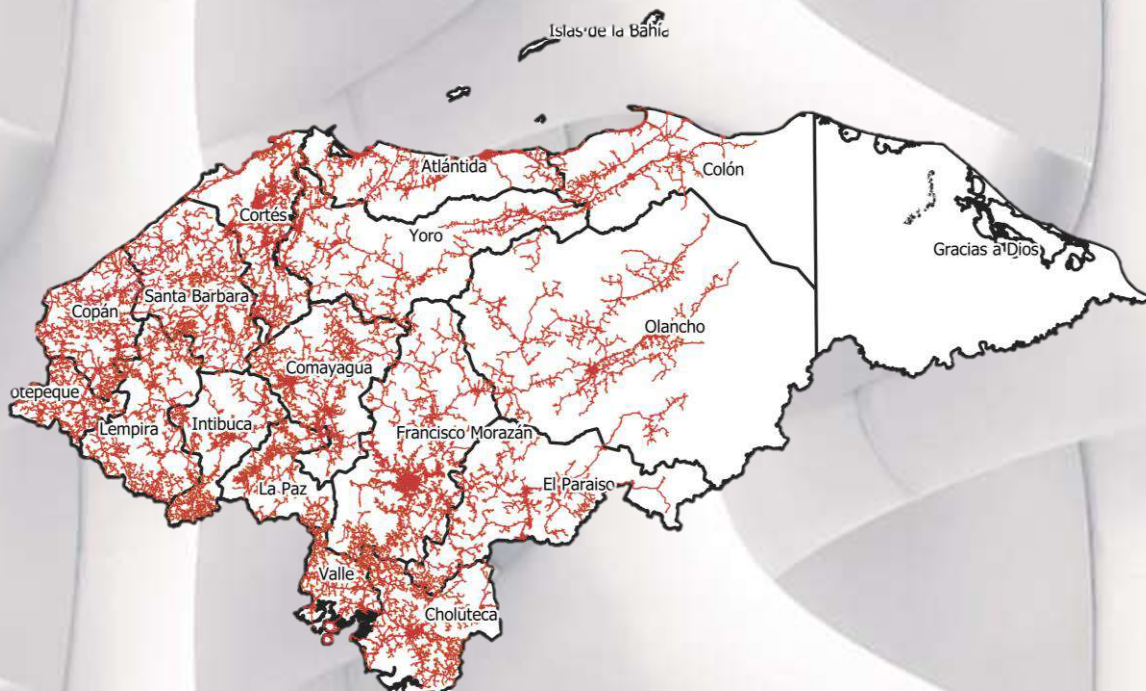 Islas de la Bahía
Atlántida
Colón
Cortés
Yoro
Gracias a Dios
Santa Barbara
Copán
Olancho
Comayagua
otepeque
Lempira
Intibuca
Francisco Morazán
La Paz
El Paraiso
Valle
Choluteca